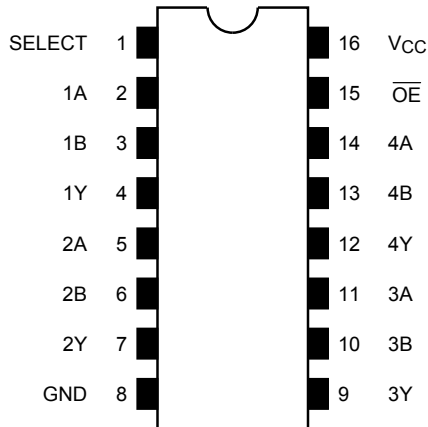 SELECT 1 16 VCC
1A 2 15 OE
1B 3 14 4A
1Y 4 13 4B
2A 5 12 4Y
2B 6 11 3A
2Y 7 10 3B
GND 8 9 3Y